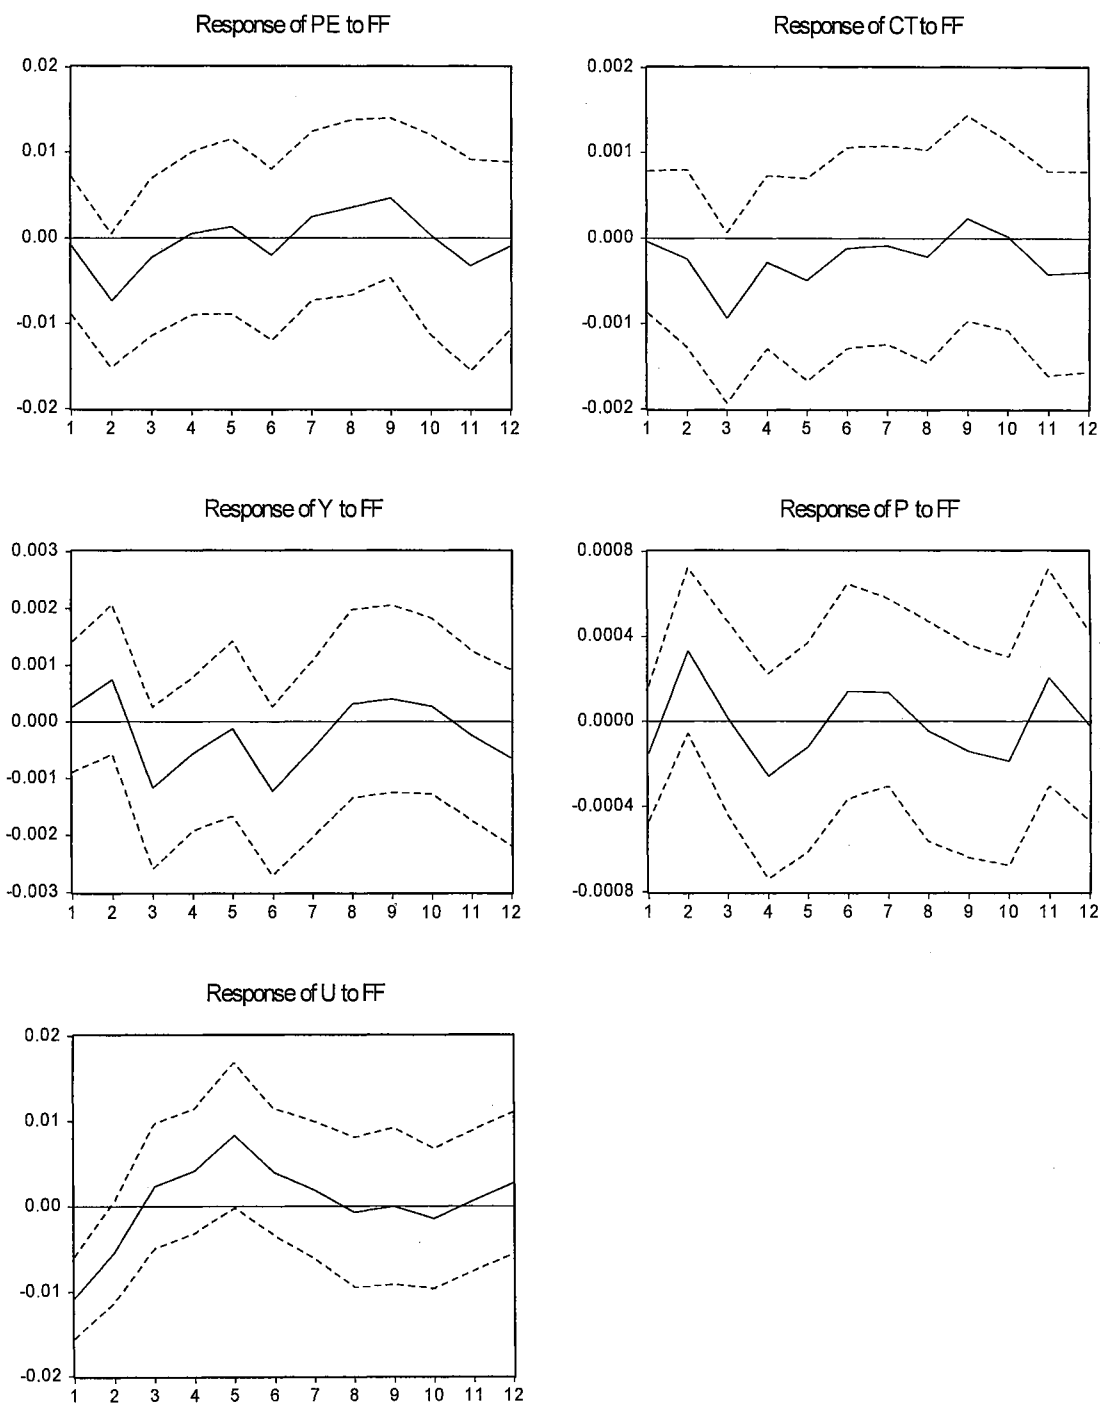 Response of PE to FF
0.02
0.01
0.00
-0.01
-0.02
1 2 3 4 5 6 7 8 9 10 11 12
Response of CT to FF
0.002
0.001
0.000
-0.001
-0.002
1 2 3 4 5 6 7 8 9 10 11 12
Response of Y to FF
0.003
0.002
0.001
0.000
-0.001
-0.002
-0.003
1 2 3 4 5 6 7 8 9 10 11 12
Response of P to FF
0.0008
0.0004
0.0000
-0.0004
-0.0008
1 2 3 4 5 6 7 8 9 10 11 12
Response of U to FF
0.02
0.01
0.00
-0.01
-0.02
1 2 3 4 5 6 7 8 9 10 11 12